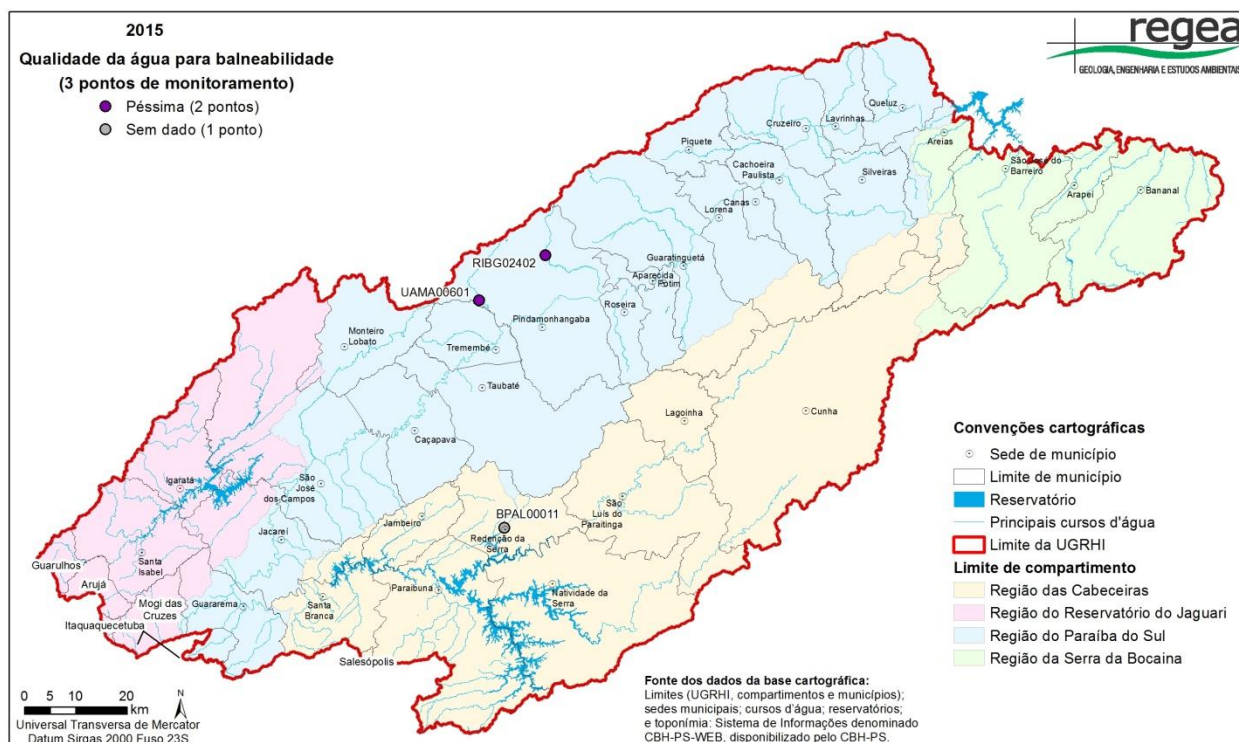 2015
Qualidade da água para balneabilidade
(3 pontos de monitoramento)
Péssima (2 pontos)
Sem dado (1 ponto)
regea
GEOLOGIA, ENGENHARIA E ESTUDOS AMBIENTAIS
Queluz
Lavrinhas
Cruzeiro
Piquete
Areias
Cachoeira
Paulista
Silveiras
São José do
Barreiro
Arapeí
Bananal
Canas
Lorena
RIBG02402
Guaratinguetá
Aparecida
Potim
UAMA00601
Roseira
Pindamonhangaba
Monteiro
Lobato
Tremembé
Taubaté
Lagoinha
Cunha
Caçapava
Igaratá
São
José
dos Campos
São
Luís do
Paraitinga
Jambeiro
BPAL00011
Redenção da
Serra
Jacareí
Santa
Isabel
Guarulhos
Arujá
Mogi das
Cruzes
Itaquaquecetuba
Guararema
Santa
Branca
Paraibuna
Natividade da
Serra
Salesópolis
Convenções cartográficas
Sede de município
Limite de município
Reservatório
Principais cursos d'água
Limite da UGRHI
Limite de compartimento
Região das Cabeceiras
Região do Reservatório do Jaguari
Região do Paraíba do Sul
Região da Serra da Bocaina
Fonte dos dados da base cartográfica:
Limites (UGRHI, compartimentos e municípios);
sedes municipais; cursos d'água; reservatórios;
e toponímia: Sistema de Informações denominado
CBH-PS-WEB, disponibilizado pelo CBH-PS.
0 5 10 20
km
N
Universal Transversa de Mercator
Datum Sirgas 2000 Fuso 23S